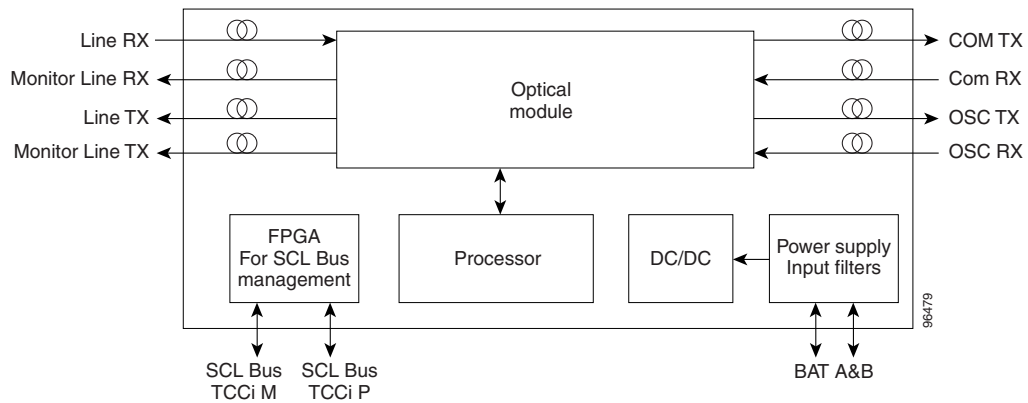 Line RX
COM TX
Monitor Line RX
Com RX
Line TX
OSC TX
Monitor Line TX
OSC RX
Optical
module
FPGA
For SCL Bus
management
Processor
DC/DC
Power supply
Input filters
SCL Bus
TCCi M
SCL Bus
TCCi P
BAT A&B
96479